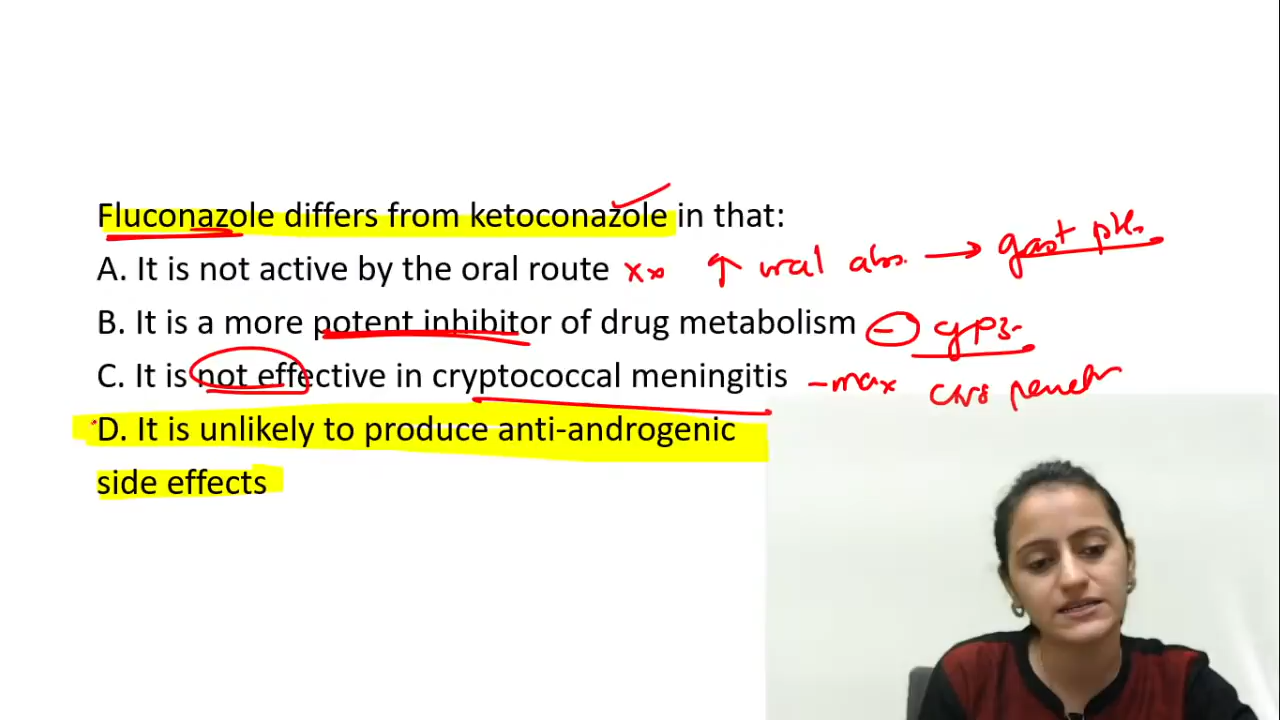 Fluconazole differs from ketoconazole in that:
A. It is not active by the oral route xx ↑ oral abs. → gast pH.
B. It is a more potent inhibitor of drug metabolism ⊖ CYP3
C. It is not effective in cryptococcal meningitis - max CNS
D. It is unlikely to produce anti-androgenic
side effects